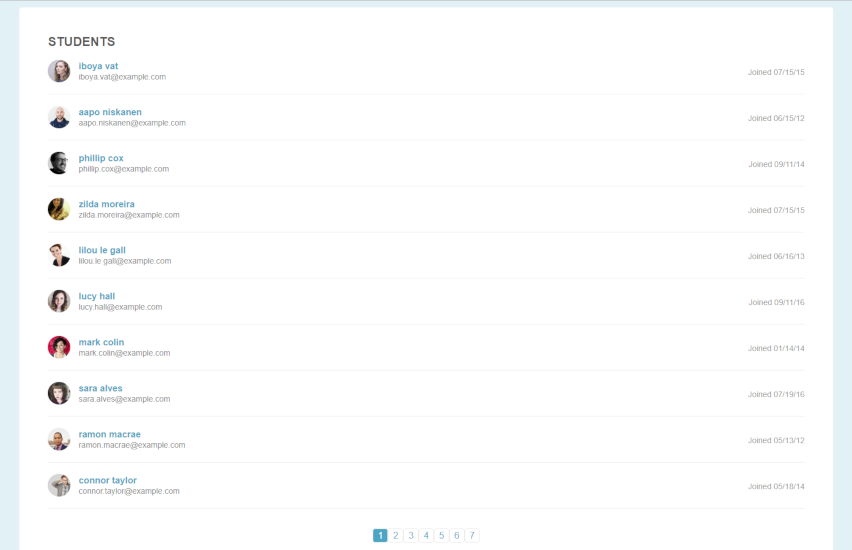 STUDENTS
iboya vat
iboya.vat@example.com
Joined 07/15/15
aapo niskanen
aapo.niskanen@example.com
Joined 06/15/12
phillip cox
phillip.cox@example.com
Joined 09/11/14
zilda moreira
zilda.moreira@example.com
Joined 07/15/15
lilou le gall
lilou.le gall@example.com
Joined 06/16/13
lucy hall
lucy.hall@example.com
Joined 09/11/16
mark colin
mark.colin@example.com
Joined 01/14/14
sara alves
sara.alves@example.com
Joined 07/19/16
ramon macrae
ramon.macrae@example.com
Joined 05/13/12
connor taylor
connor.taylor@example.com
Joined 05/18/14
1 2 3 4 5 6 7